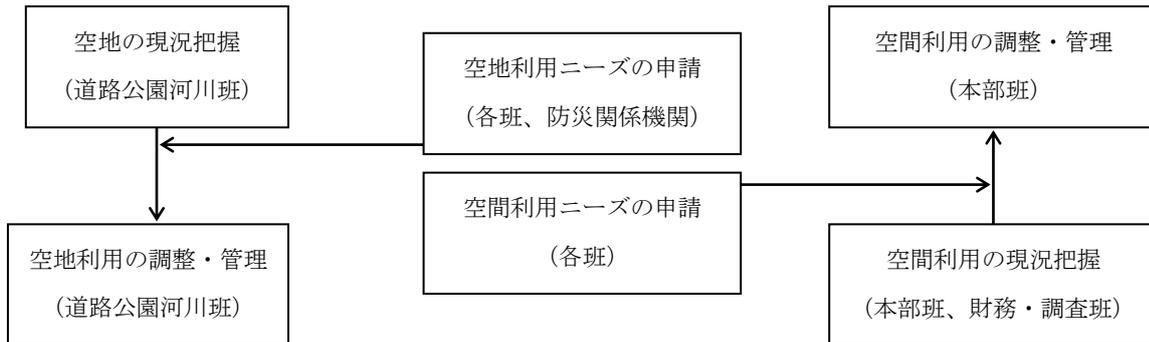 空地の現況把握
（道路公園河川班）
空地利用の調整・管理
（道路公園河川班）
空地利用ニーズの申請
（各班、防災関係機関）
空間利用ニーズの申請
（各班）
空間利用の調整・管理
（本部班）
空間利用の現況把握
（本部班、財務・調査班）